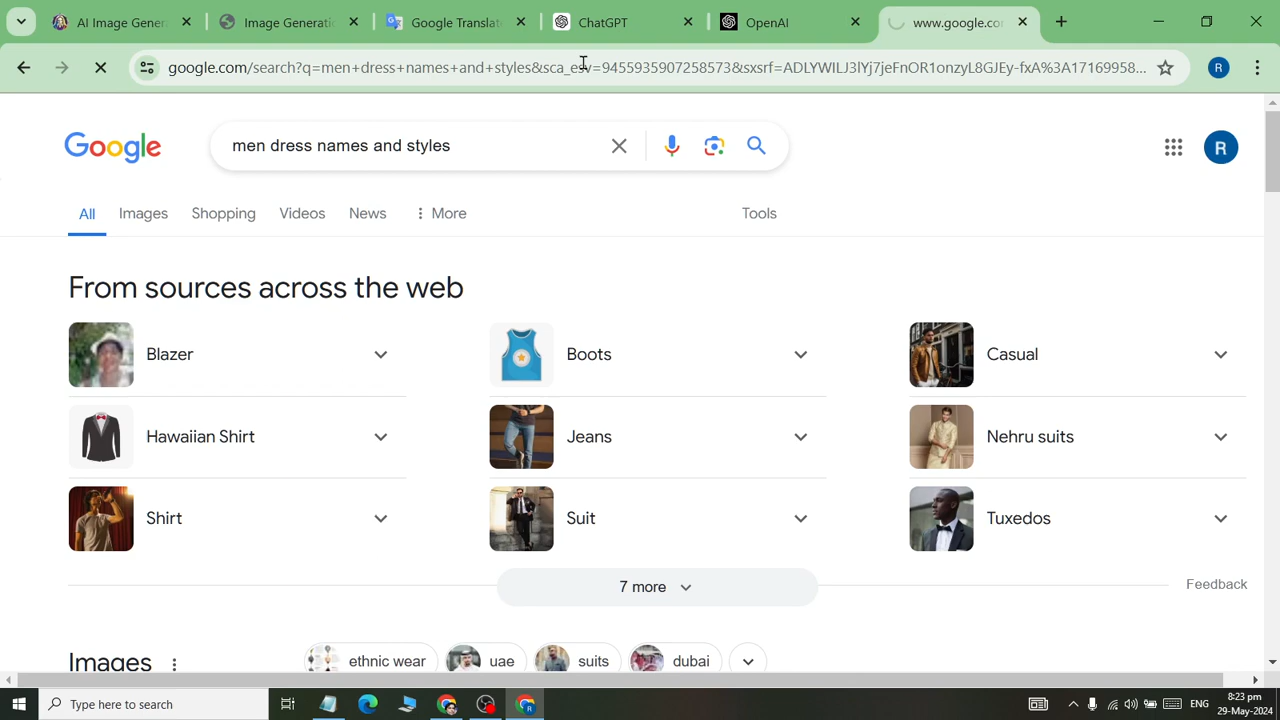 AI Image Gener
Image Generatio
Google Translat
ChatGPT
OpenAI
www.google.co
google.com/search?q=men+dress+names+and+styles&sca_esv=9455935907258573&sxsrf=ADLYWILJ3lYj7jeFnOR1onzyL8GJEy-fxA%3A17169958...
R
Google
men dress names and styles
R
All
Images
Shopping
Videos
News
More
Tools
From sources across the web
Blazer
Boots
Casual
Hawaiian Shirt
Jeans
Nehru suits
Shirt
Suit
Tuxedos
7 more
Feedback
Images
ethnic wear
uae
suits
dubai
Type here to search
R
ENG
8:23 pm
29-May-2024